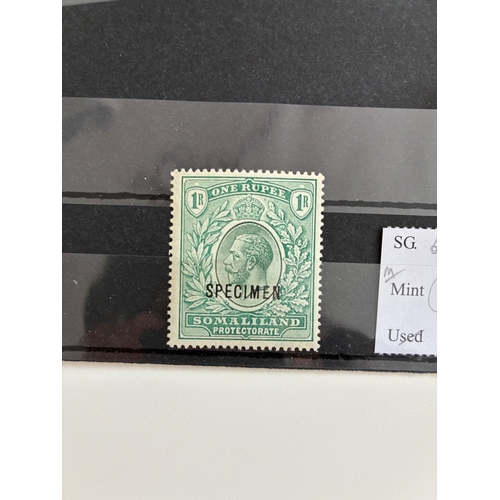 ONE RUPEE
1R 1R
SPECIMEN
SOMALILAND
PROTECTORATE
SG.
Mint
Used